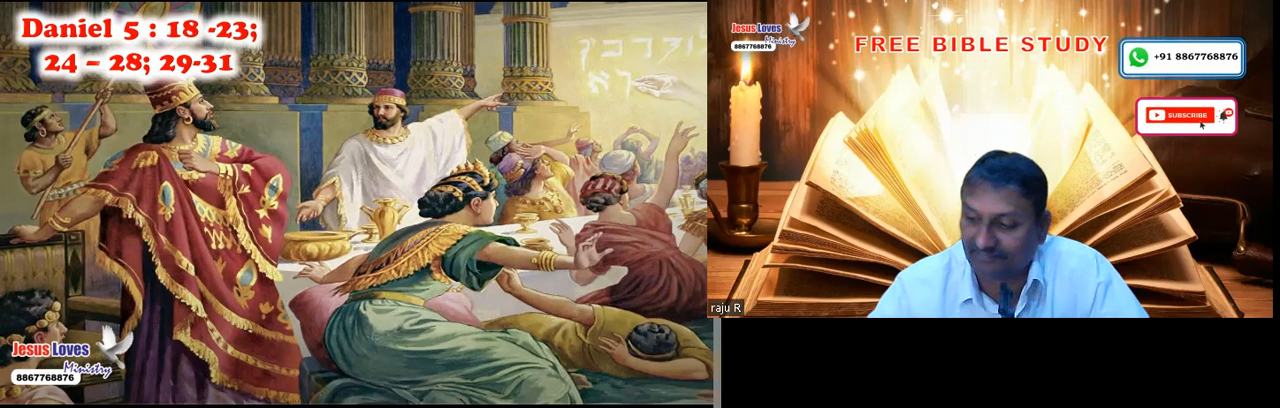 Daniel 5 : 18 -23;
24 – 28; 29-31
Jesus Loves
Ministry
8867768876
Jesus Loves
Ministry
8867768876
FREE BIBLE STUDY
+91 8867768876
SUBSCRIBE
raju R